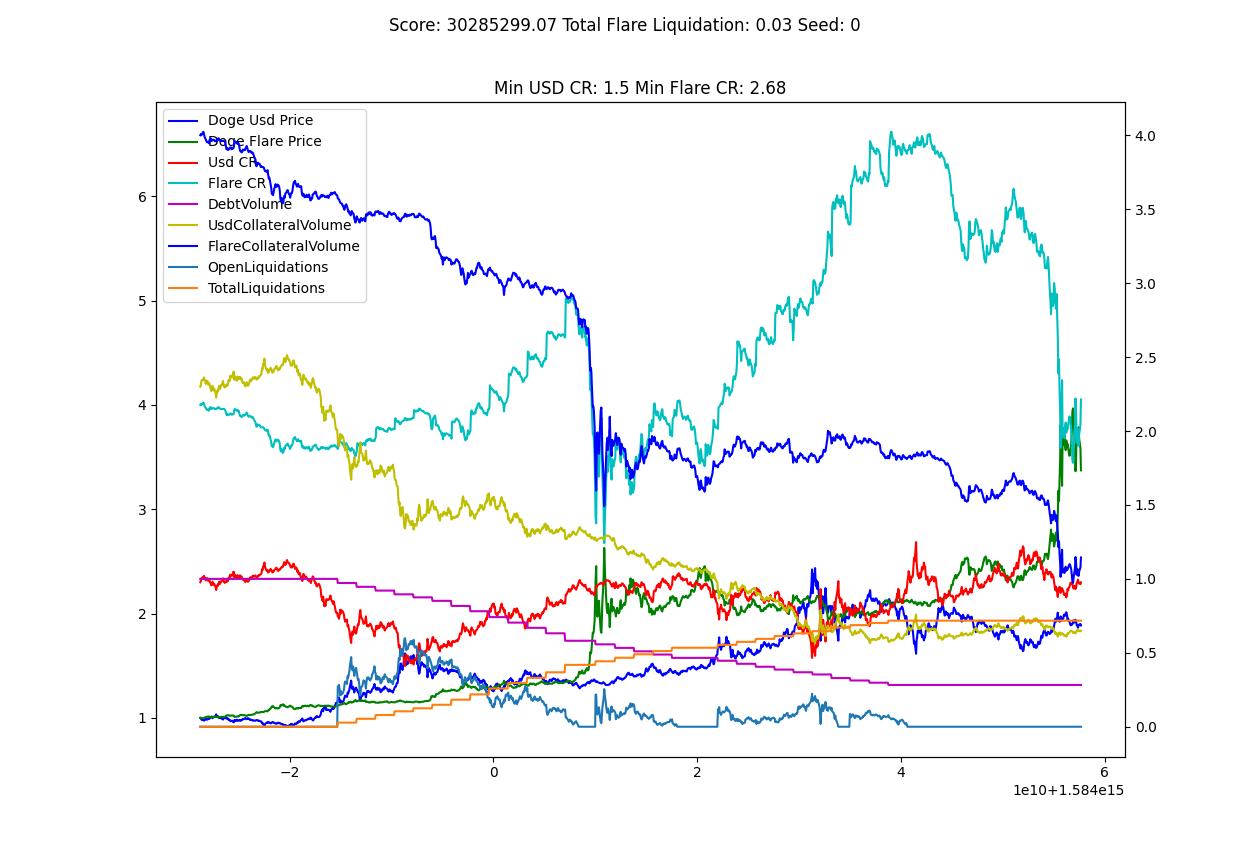 Score: 30285299.07 Total Flare Liquidation: 0.03 Seed: 0
Min USD CR: 1.5 Min Flare CR: 2.68
Doge Usd Price
Doge Flare Price
Usd CR
Flare CR
DebtVolume
UsdCollateralVolume
FlareCollateralVolume
OpenLiquidations
TotalLiquidations
6
5
4
3
2
1
4.0
3.5
3.0
2.5
2.0
1.5
1.0
0.5
0.0
−2
0
2
4
6
1e10+1.584e15